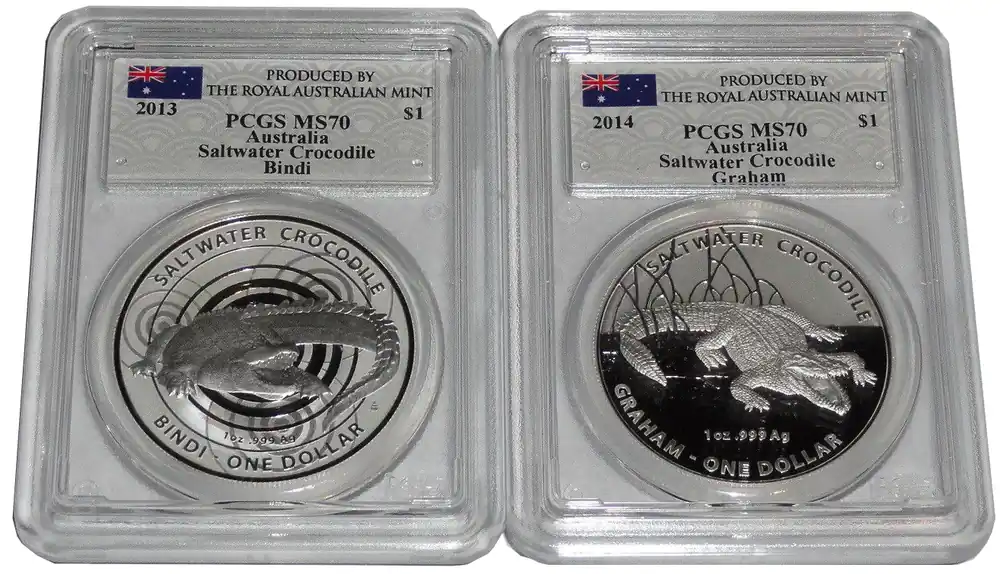 PRODUCED BY
THE ROYAL AUSTRALIAN MINT
2013
$1
PCGS MS70
Australia
Saltwater Crocodile
Bindi
SALTWATER CROCODILE
1oz .999 Ag
BINDI - ONE DOLLAR
PRODUCED BY
THE ROYAL AUSTRALIAN MINT
2014
$1
PCGS MS70
Australia
Saltwater Crocodile
Graham
SALTWATER CROCODILE
1oz .999 Ag
GRAHAM - ONE DOLLAR